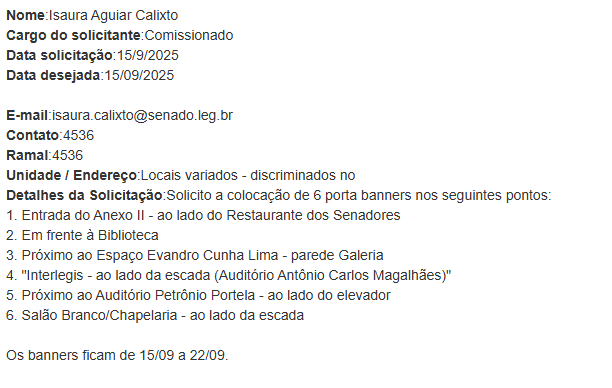 Nome:Isaura Aguiar Calixto
Cargo do solicitante:Comissionado
Data solicitação:15/9/2025
Data desejada:15/09/2025
E-mail:isaura.calixto@senado.leg.br
Contato:4536
Ramal:4536
Unidade / Endereço:Locais variados - discriminados no
Detalhes da Solicitação:Solicito a colocação de 6 porta banners nos seguintes pontos:
1. Entrada do Anexo II - ao lado do Restaurante dos Senadores
2. Em frente à Biblioteca
3. Próximo ao Espaço Evandro Cunha Lima - parede Galeria
4. "Interlegis - ao lado da escada (Auditório Antônio Carlos Magalhães)"
5. Próximo ao Auditório Petrônio Portela - ao lado do elevador
6. Salão Branco/Chapelaria - ao lado da escada
Os banners ficam de 15/09 a 22/09.